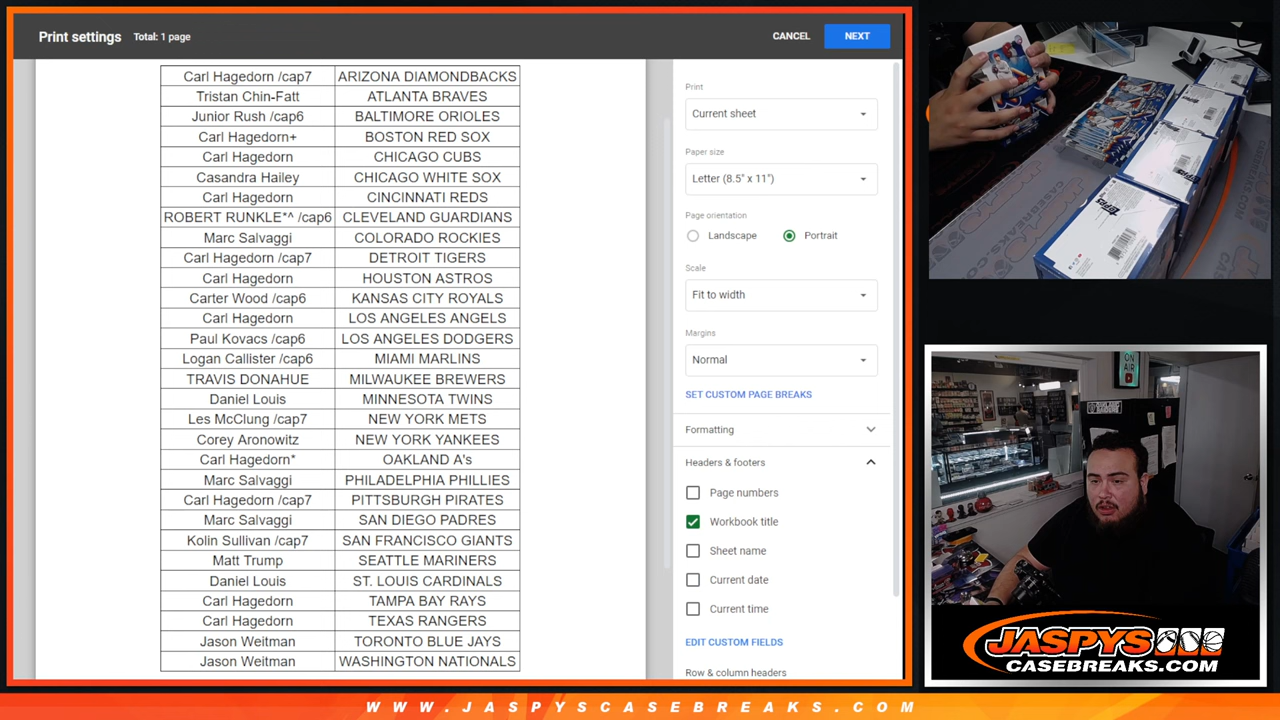 Print settings Total: 1 page CANCEL NEXT
Carl Hagedorn /cap7 ARIZONA DIAMONDBACKS
Tristan Chin-Fatt ATLANTA BRAVES
Junior Rush /cap6 BALTIMORE ORIOLES
Carl Hagedorn+ BOSTON RED SOX
Carl Hagedorn CHICAGO CUBS
Casandra Hailey CHICAGO WHITE SOX
Carl Hagedorn CINCINNATI REDS
ROBERT RUNKLE*^ /cap6 CLEVELAND GUARDIANS
Marc Salvaggi COLORADO ROCKIES
Carl Hagedorn /cap7 DETROIT TIGERS
Carl Hagedorn HOUSTON ASTROS
Carter Wood /cap6 KANSAS CITY ROYALS
Carl Hagedorn LOS ANGELES ANGELS
Paul Kovacs /cap6 LOS ANGELES DODGERS
Logan Callister /cap6 MIAMI MARLINS
TRAVIS DONAHUE MILWAUKEE BREWERS
Daniel Louis MINNESOTA TWINS
Les McClung /cap7 NEW YORK METS
Corey Aronowitz NEW YORK YANKEES
Carl Hagedorn* OAKLAND A's
Marc Salvaggi PHILADELPHIA PHILLIES
Carl Hagedorn /cap7 PITTSBURGH PIRATES
Marc Salvaggi SAN DIEGO PADRES
Kolin Sullivan /cap7 SAN FRANCISCO GIANTS
Matt Trump SEATTLE MARINERS
Daniel Louis ST. LOUIS CARDINALS
Carl Hagedorn TAMPA BAY RAYS
Carl Hagedorn TEXAS RANGERS
Jason Weitman TORONTO BLUE JAYS
Jason Weitman WASHINGTON NATIONALS
Print
Current sheet
Paper size
Letter (8.5" x 11")
Page orientation
Landscape Portrait
Scale
Fit to width
Margins
Normal
SET CUSTOM PAGE BREAKS
Formatting
Headers & footers
Page numbers
Workbook title
Sheet name
Current date
Current time
EDIT CUSTOM FIELDS
Row & column headers
topps
ON
AIR
JASPYS
CASEBREAKS.COM
WWW.JASPYSCASEBREAKS.COM